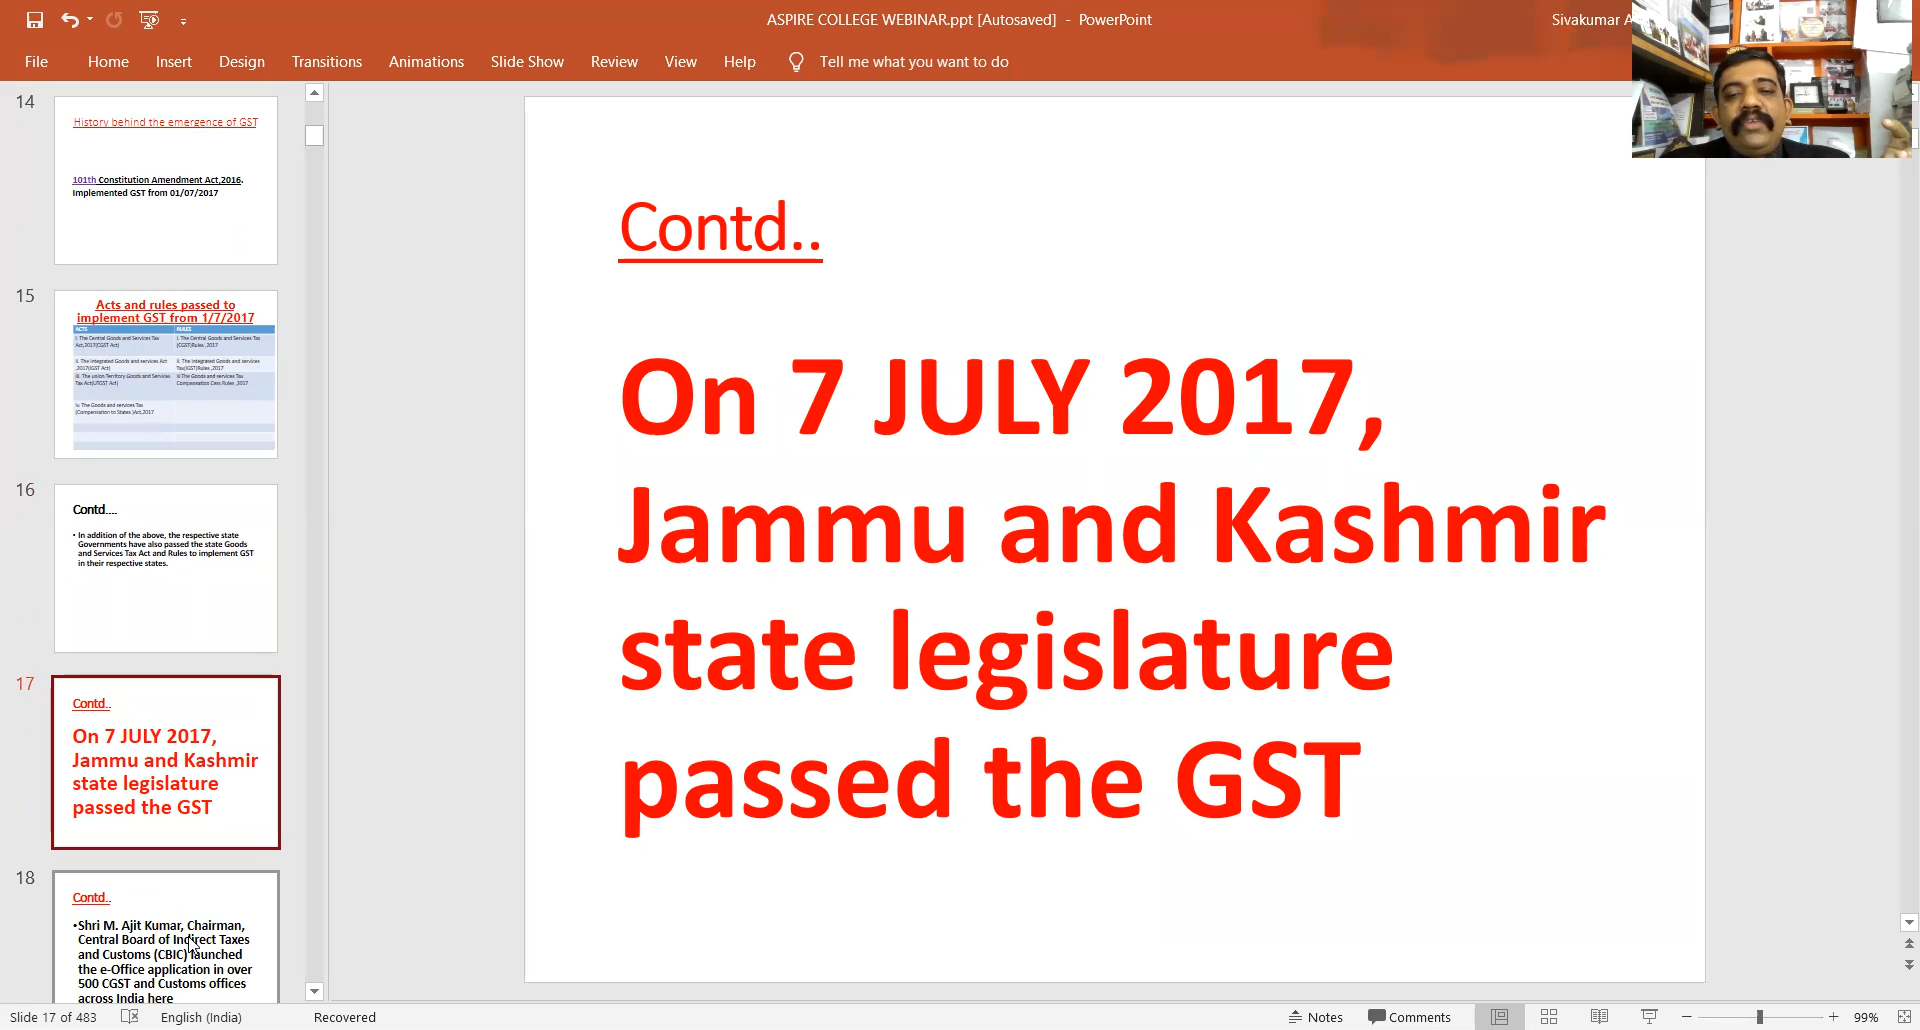 ASPIRE COLLEGE WEBINAR.ppt [Autosaved] - PowerPoint
Sivakumar A
File Home Insert Design Transitions Animations Slide Show Review View Help Tell me what you want to do
14
History behind the emergence of GST
101th Constitution Amendment Act,2016.
Implemented GST from 01/07/2017
15
Acts and rules passed to
implement GST from 1/7/2017
ACTS RULES
i. The Central Goods and Services Tax
Act,2017(CGST Act)
i. The Central Goods and Services Tax
(CGST)Rules ,2017
ii. The integrated Goods and services Act
,2017(IGST Act)
ii. The integrated Goods and services
Tax(IGST)Rules ,2017
iii. The union Territory Goods and Services
Tax Act(UTGST Act)
iii The Goods and services Tax
Compensation Cess Rules ,2017
iv. The Goods and services Tax
(Compensation to States )Act,2017
16
Contd....
• In addition of the above, the respective state
Governments have also passed the state Goods
and Services Tax Act and Rules to implement GST
in their respective states.
17
Contd..
On 7 JULY 2017,
Jammu and Kashmir
state legislature
passed the GST
18
Contd..
•Shri M. Ajit Kumar, Chairman,
Central Board of Indirect Taxes
and Customs (CBIC) launched
the e-Office application in over
500 CGST and Customs offices
across India here
Contd..
On 7 JULY 2017,
Jammu and Kashmir
state legislature
passed the GST
Slide 17 of 483 English (India) Recovered Notes Comments 99%